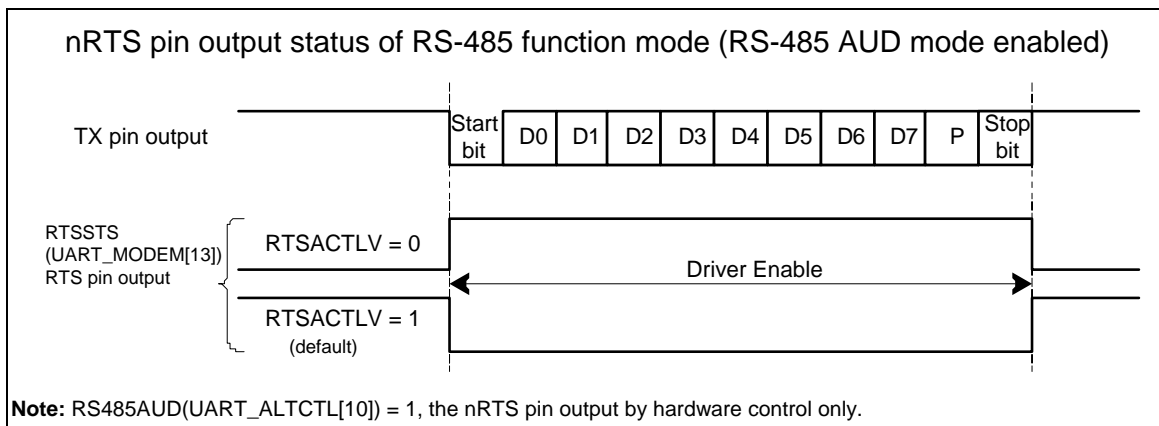 nRTS pin output status of RS-485 function mode (RS-485 AUD mode enabled)
TX pin output
Start bit D0 D1 D2 D3 D4 D5 D6 D7 P Stop bit
RTSSTS
(UART_MODEM[13])
RTS pin output
RTSACTLV = 0
Driver Enable
RTSACTLV = 1
(default)
Note: RS485AUD(UART_ALTCTL[10]) = 1, the nRTS pin output by hardware control only.